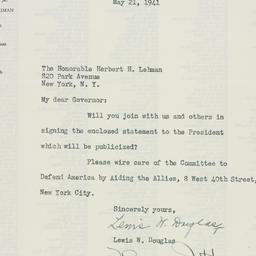 May 21, 1941
The Honorable Herbert H. Lehman
820 Park Avenue
New York, N. Y.
My dear Governor:
Will you join with us and others in
signing the enclosed statement to the President
which will be publicized?
Please wire care of the Committee to
Defend America by Aiding the Allies, 8 West 40th Street,
New York City.
Sincerely yours,
Lewis W. Douglas
Lewis W. Douglas